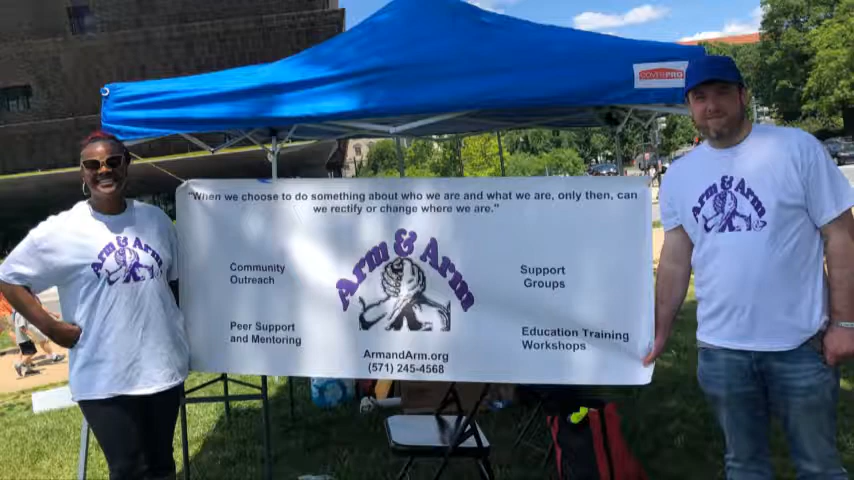 COVERPRO
"When we choose to do something about who we are and what we are, only then, can
we rectify or change where we are."
Arm & Arm
Community
Outreach
Support
Groups
Peer Support
and Mentoring
Education Training
Workshops
ArmandArm.org
(571) 245-4568
Arm & Arm
Arm & Arm